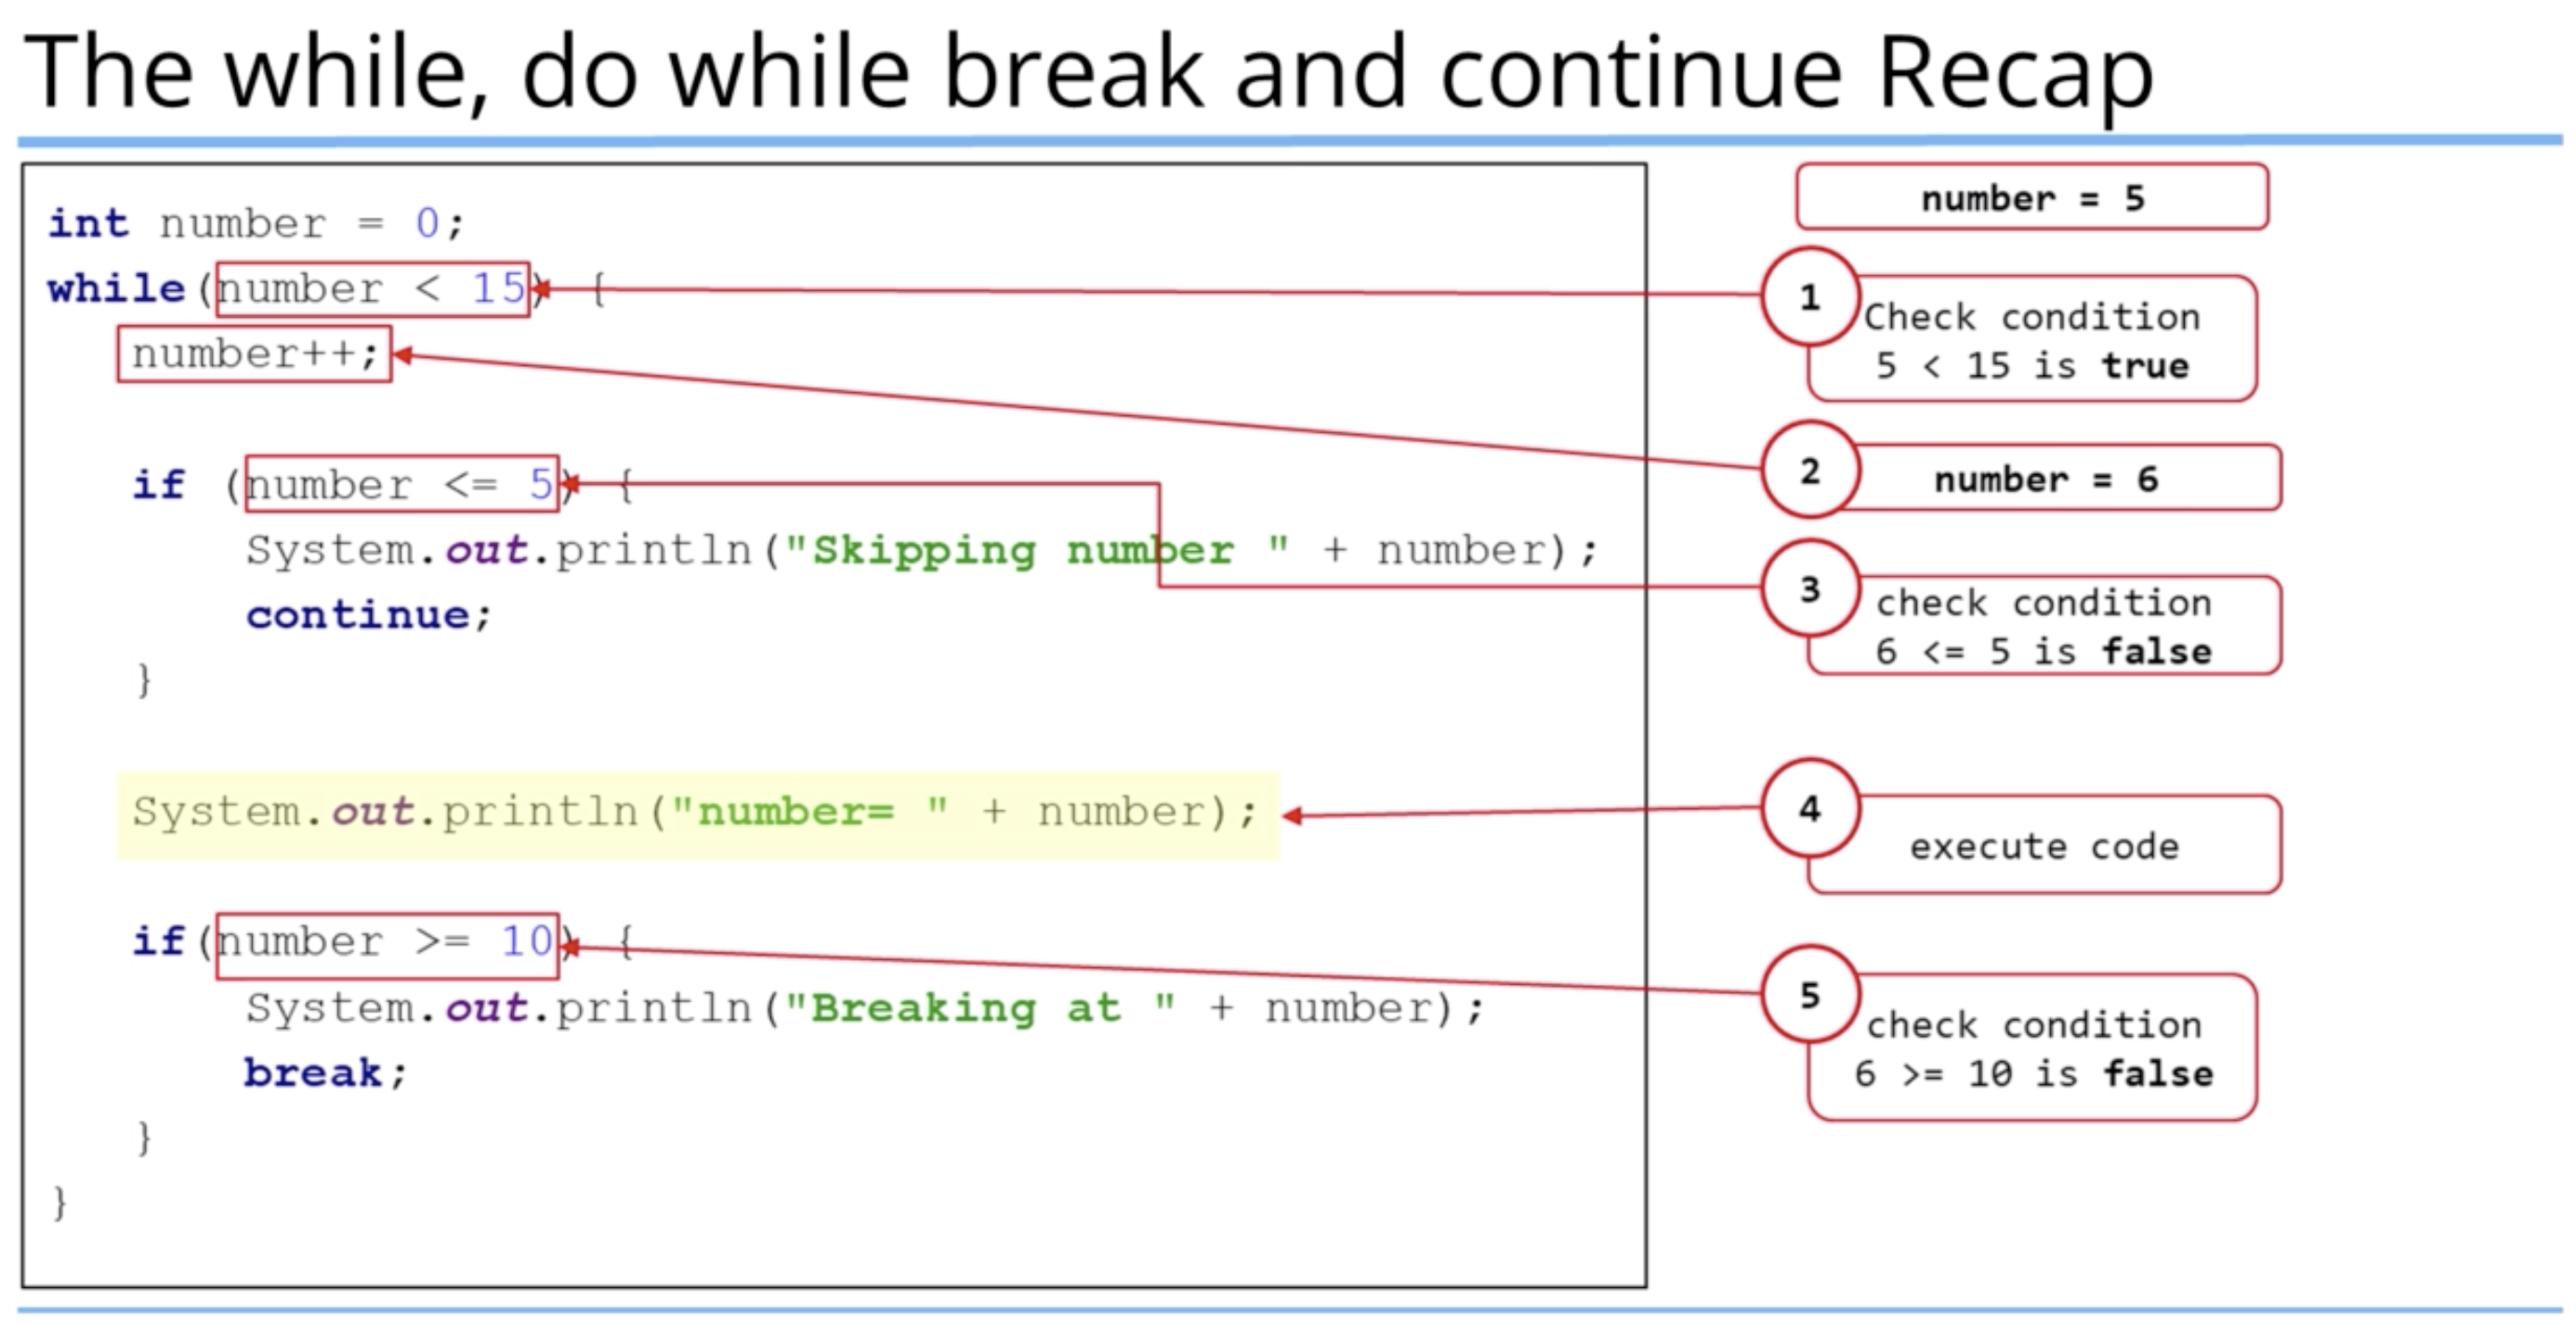 The while, do while break and continue Recap
int number = 0;
while(number < 15) {
number++;
if (number <= 5) {
System.out.println("Skipping number " + number);
continue;
}
System.out.println("number= " + number);
if(number >= 10) {
System.out.println("Breaking at " + number);
break;
}
}
number = 5
1
Check condition
5 < 15 is true
2
number = 6
3
check condition
6 <= 5 is false
4
execute code
5
check condition
6 >= 10 is false